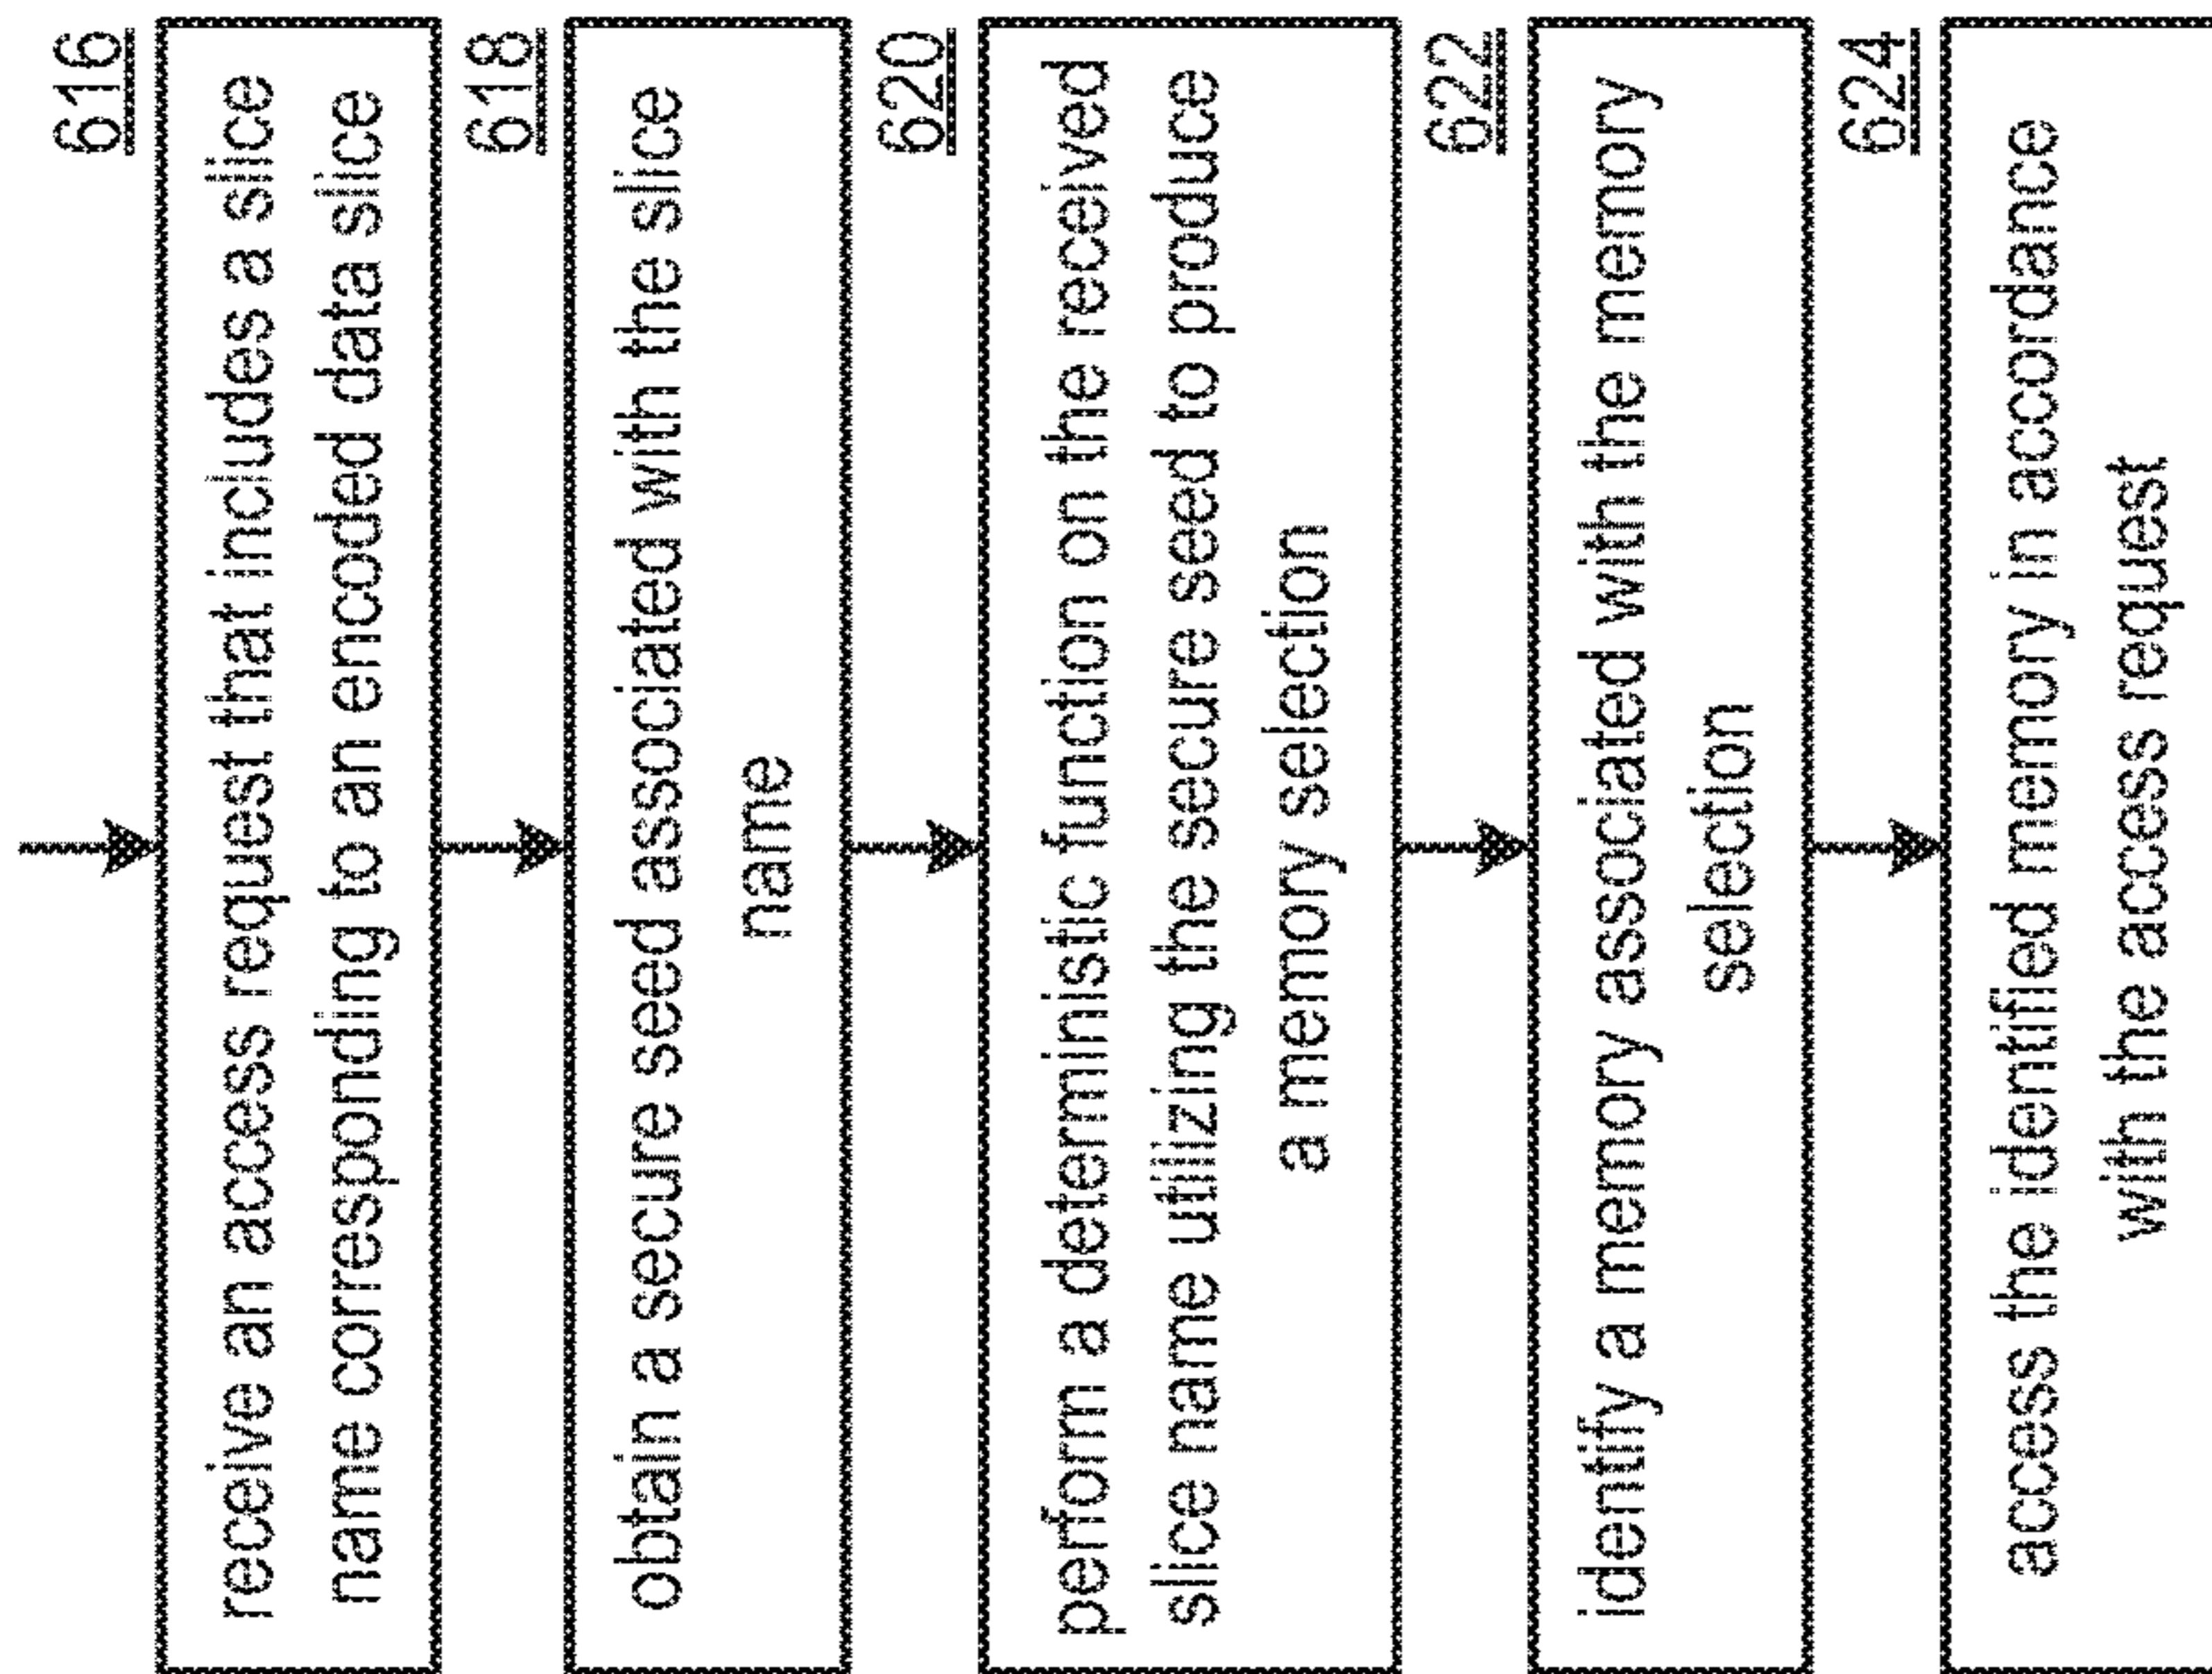 616
receive an access request that includes a slice
name corresponding to an encoded data slice
618
obtain a secure seed associated with the slice
name
620
perform a deterministic function on the received
slice name utilizing the secure seed to produce
a memory selection
622
identify a memory associated with the memory
selection
624
access the identified memory in accordance
with the access request